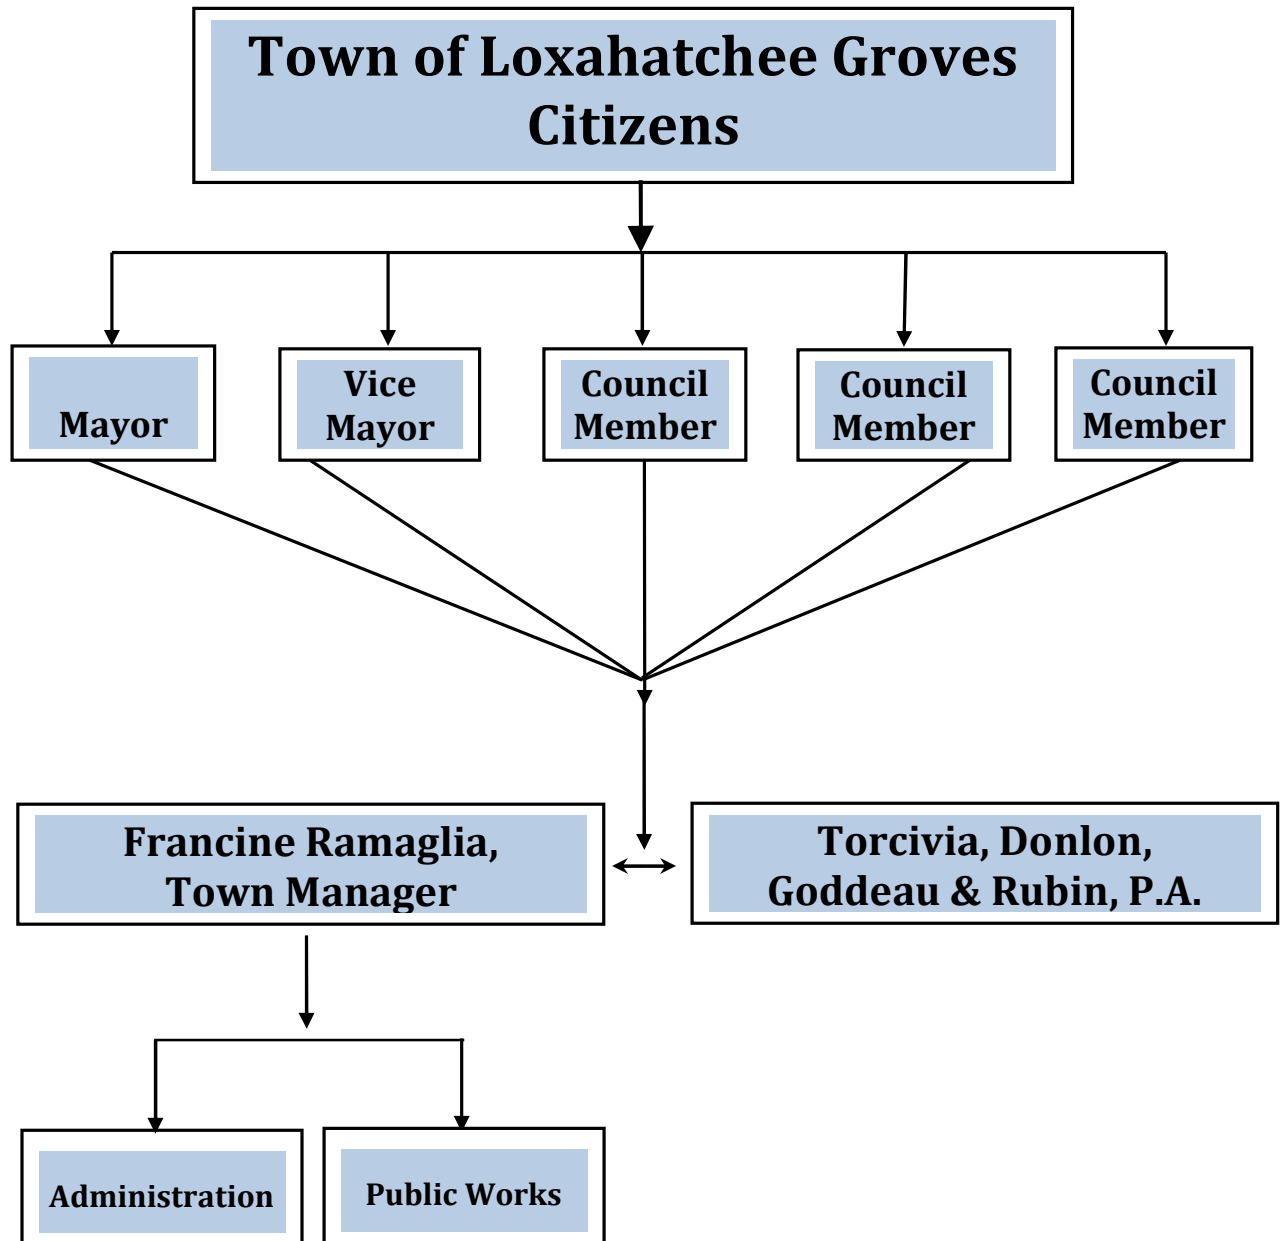 Town of Loxahatchee Groves
Citizens
Mayor
Vice
Mayor
Council
Member
Council
Member
Council
Member
Francine Ramaglia,
Town Manager
Torcivia, Donlon,
Goddeau & Rubin, P.A.
Administration
Public Works